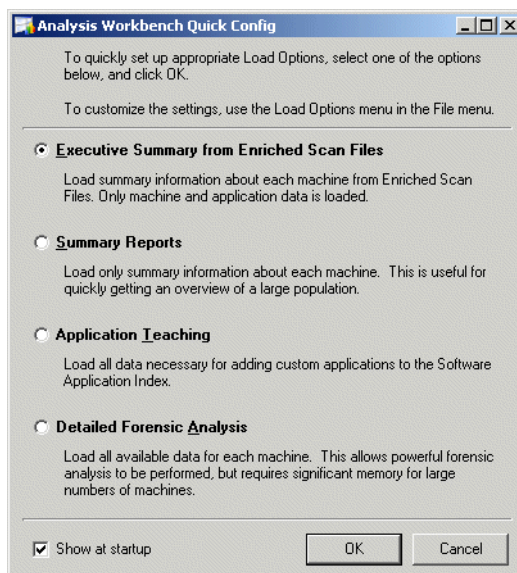 Analysis Workbench Quick Config
To quickly set up appropriate Load Options, select one of the options
below, and click OK.
To customize the settings, use the Load Options menu in the File menu.
Executive Summary from Enriched Scan Files
Load summary information about each machine from Enriched Scan
Files. Only machine and application data is loaded.
Summary Reports
Load only summary information about each machine. This is useful for
quickly getting an overview of a large population.
Application Teaching
Load all data necessary for adding custom applications to the Software
Application Index.
Detailed Forensic Analysis
Load all available data for each machine. This allows powerful forensic
analysis to be performed, but requires significant memory for large
numbers of machines.
Show at startup
OK
Cancel